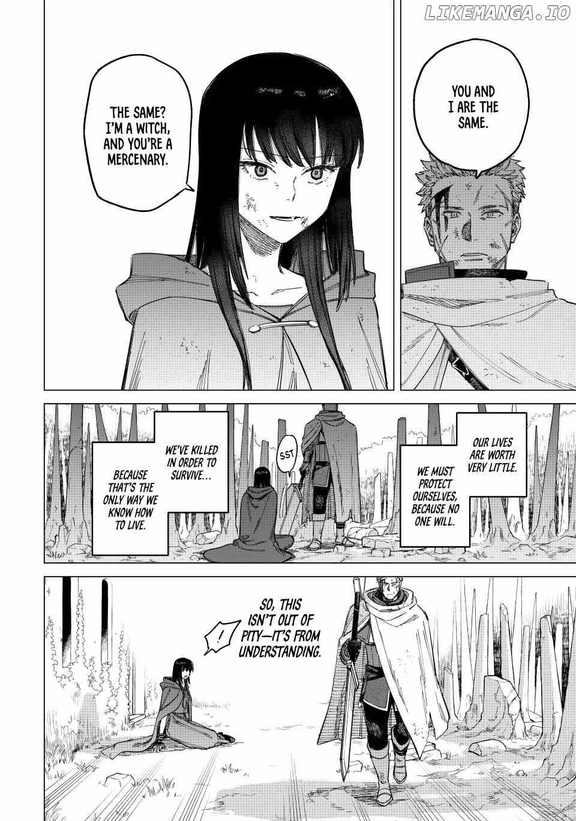 LIKEMANGA.IO
YOU AND
I ARE THE
SAME.
THE SAME?
I'M A WITCH,
AND YOU'RE A
MERCENARY.
OUR LIVES
ARE WORTH
VERY LITTLE.
WE MUST
PROTECT
OURSELVES,
BECAUSE NO
ONE WILL.
SST
WE'VE KILLED
IN ORDER TO
SURVIVE...
BECAUSE
THAT'S THE
ONLY WAY WE
KNOW HOW
TO LIVE.
SO, THIS
ISN'T OUT OF
PITY—IT'S FROM
UNDERSTANDING.
!